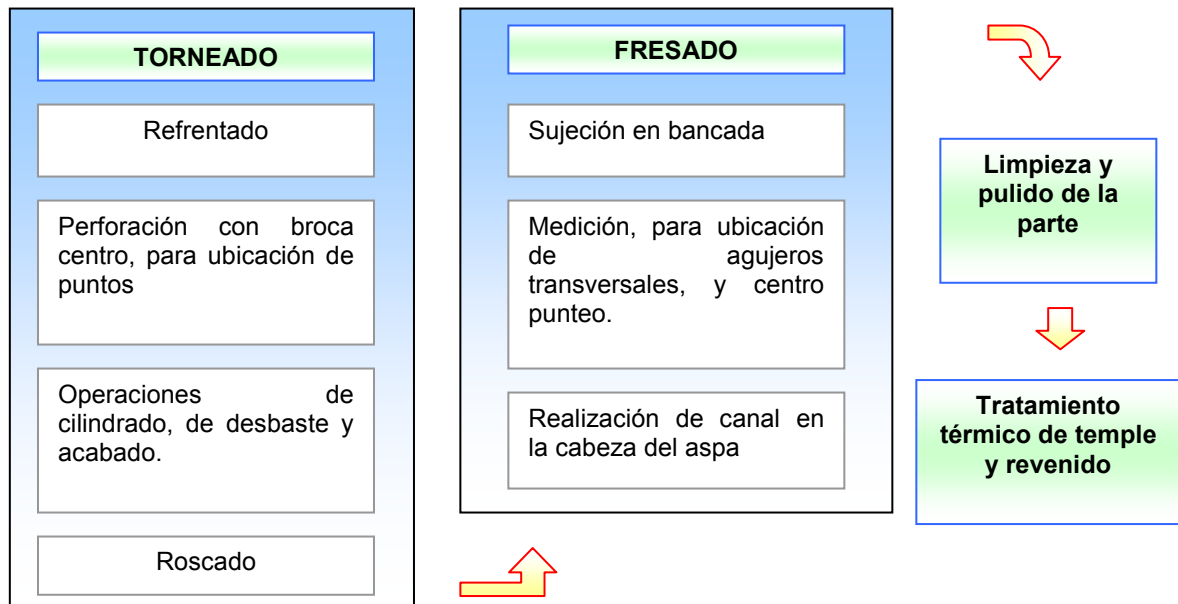 TORNEADO
Refrentado
Perforación con broca
centro, para ubicación de
puntos
Operaciones de
cilindrado, de desbaste y
acabado.
Roscado
FRESADO
Sujeción en bancada
Medición, para ubicación
de agujeros
transversales, y centro
punteo.
Realización de canal en
la cabeza del aspa
Limpieza y
pulido de la
parte
Tratamiento
térmico de temple
y revenido